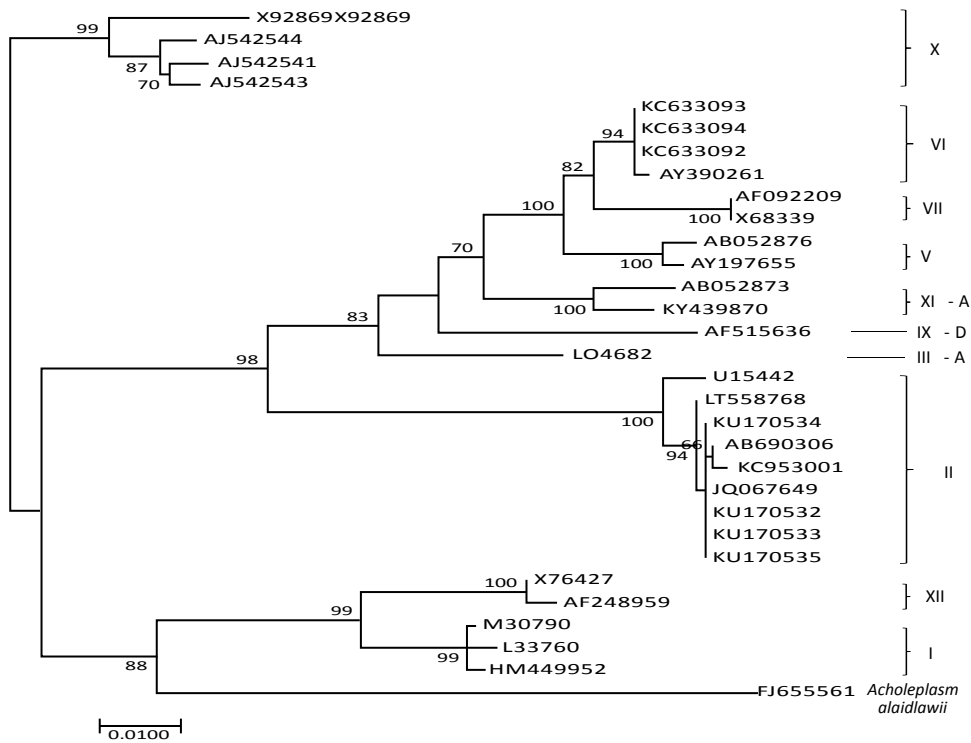 X92869X92869
99
AJ542544
X
AJ542541
87
70
AJ542543
KC633093
KC633094
94
VI
KC633092
82
AY390261
AF092209
VII
100
100
X68339
AB052876
70
V
100
AY197655
AB052873
XI - A
100
KY439870
83
AF515636
IX - D
LO4682
III - A
98
U15442
LT558768
100
KU170534
66
AB690306
94
KC953001
II
JQ067649
KU170532
KU170533
KU170535
100
X76427
XII
AF248959
99
M30790
L33760
I
99
88
HM449952
FJ655561
Acholeplasm
alaidlawii
0.0100